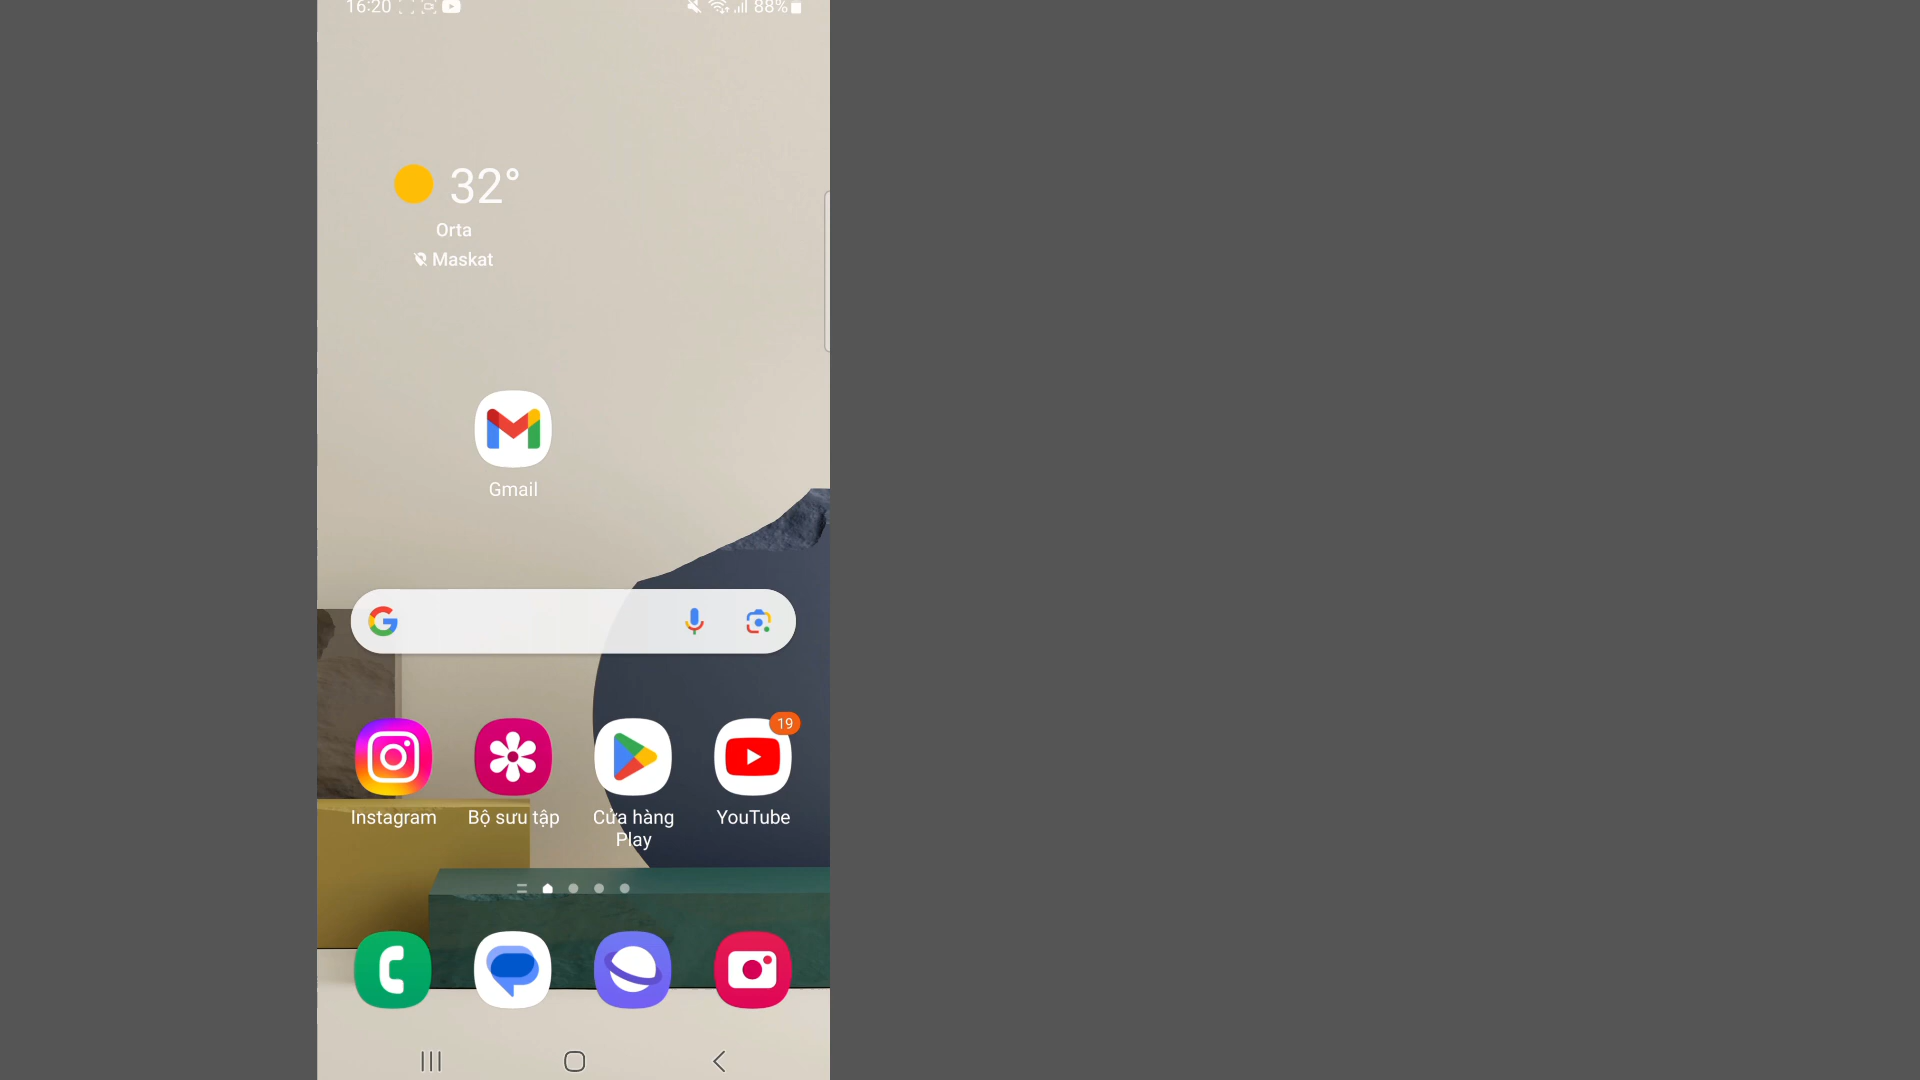 16:20 88%
32°
Orta
Maskat
Gmail
19
Instagram Bộ sưu tập Cửa hàng Play YouTube